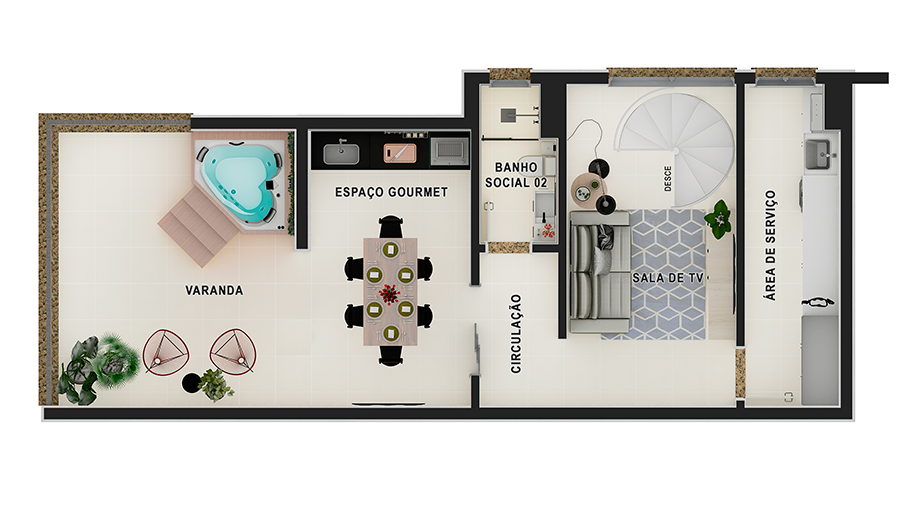 BANHO
SOCIAL 02
ESPAÇO GOURMET
DESCE
ÁREA DE SERVIÇO
SALA DE TV
VARANDA
CIRCULAÇÃO